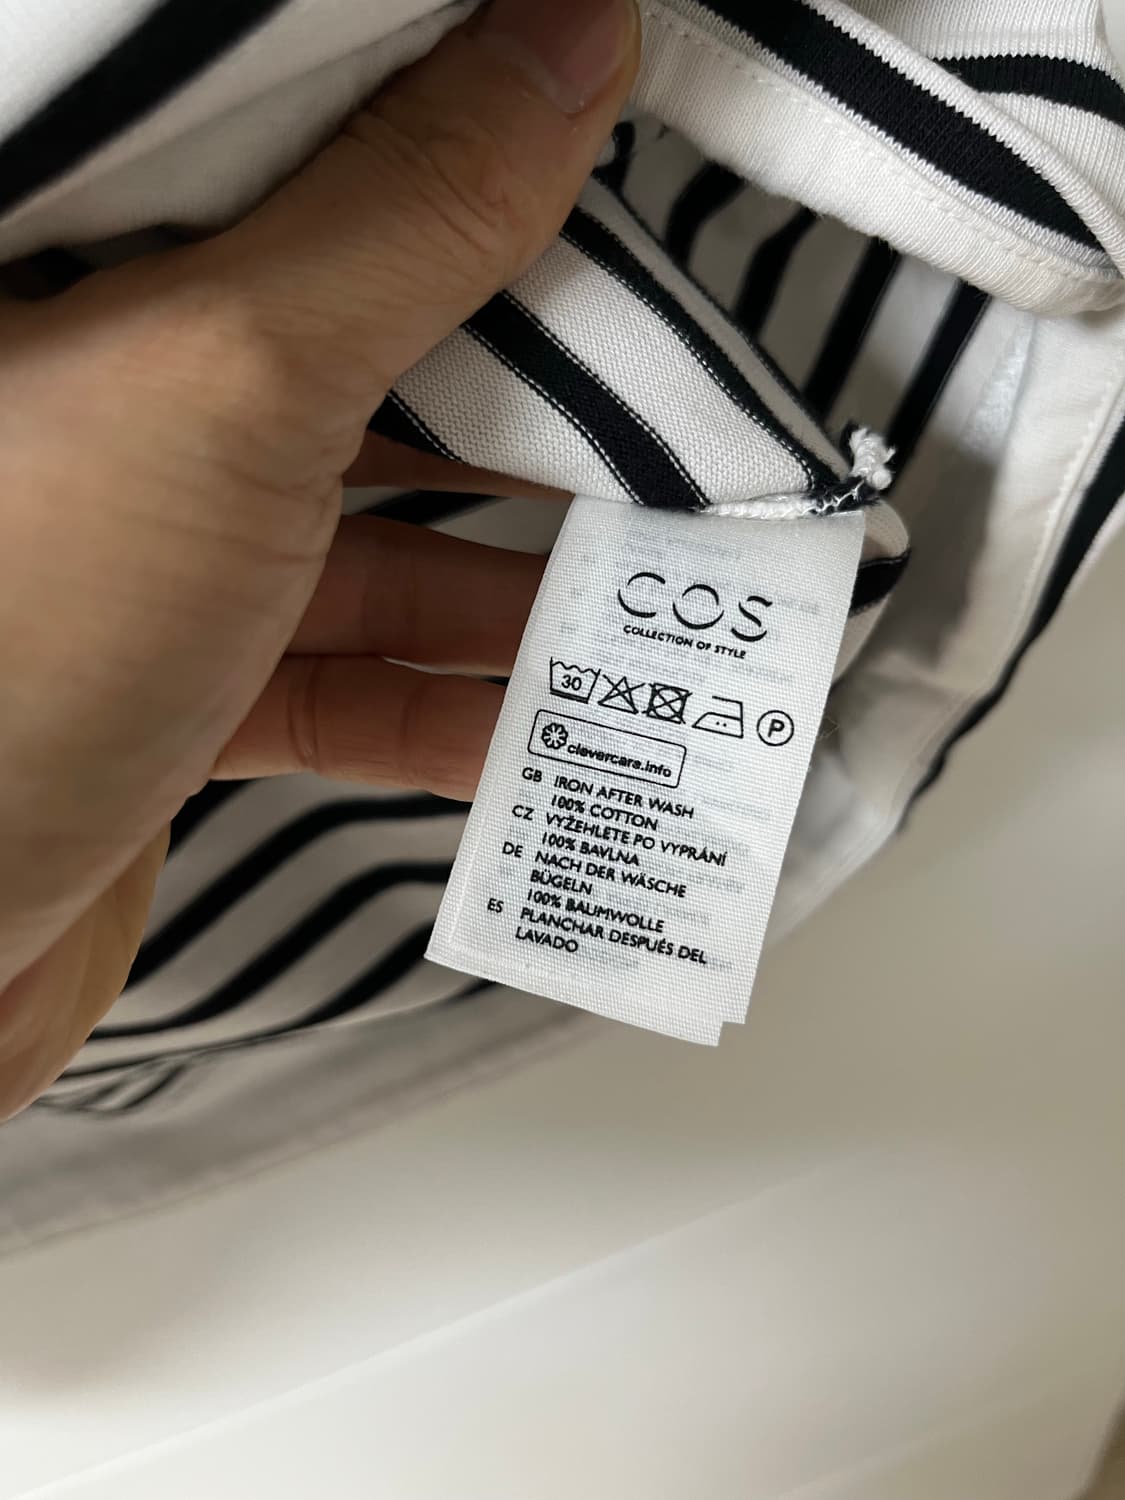 COS
COLLECTION OF STYLE
30
P
clevercare.info
GB IRON AFTER WASH
100% COTTON
CZ VYŽEHLETE PO VYPRÁNÍ
100% BAVLNA
DE NACH DER WÄSCHE
BÜGELN
100% BAUMWOLLE
ES PLANCHAR DESPUÉS DEL
LAVADO